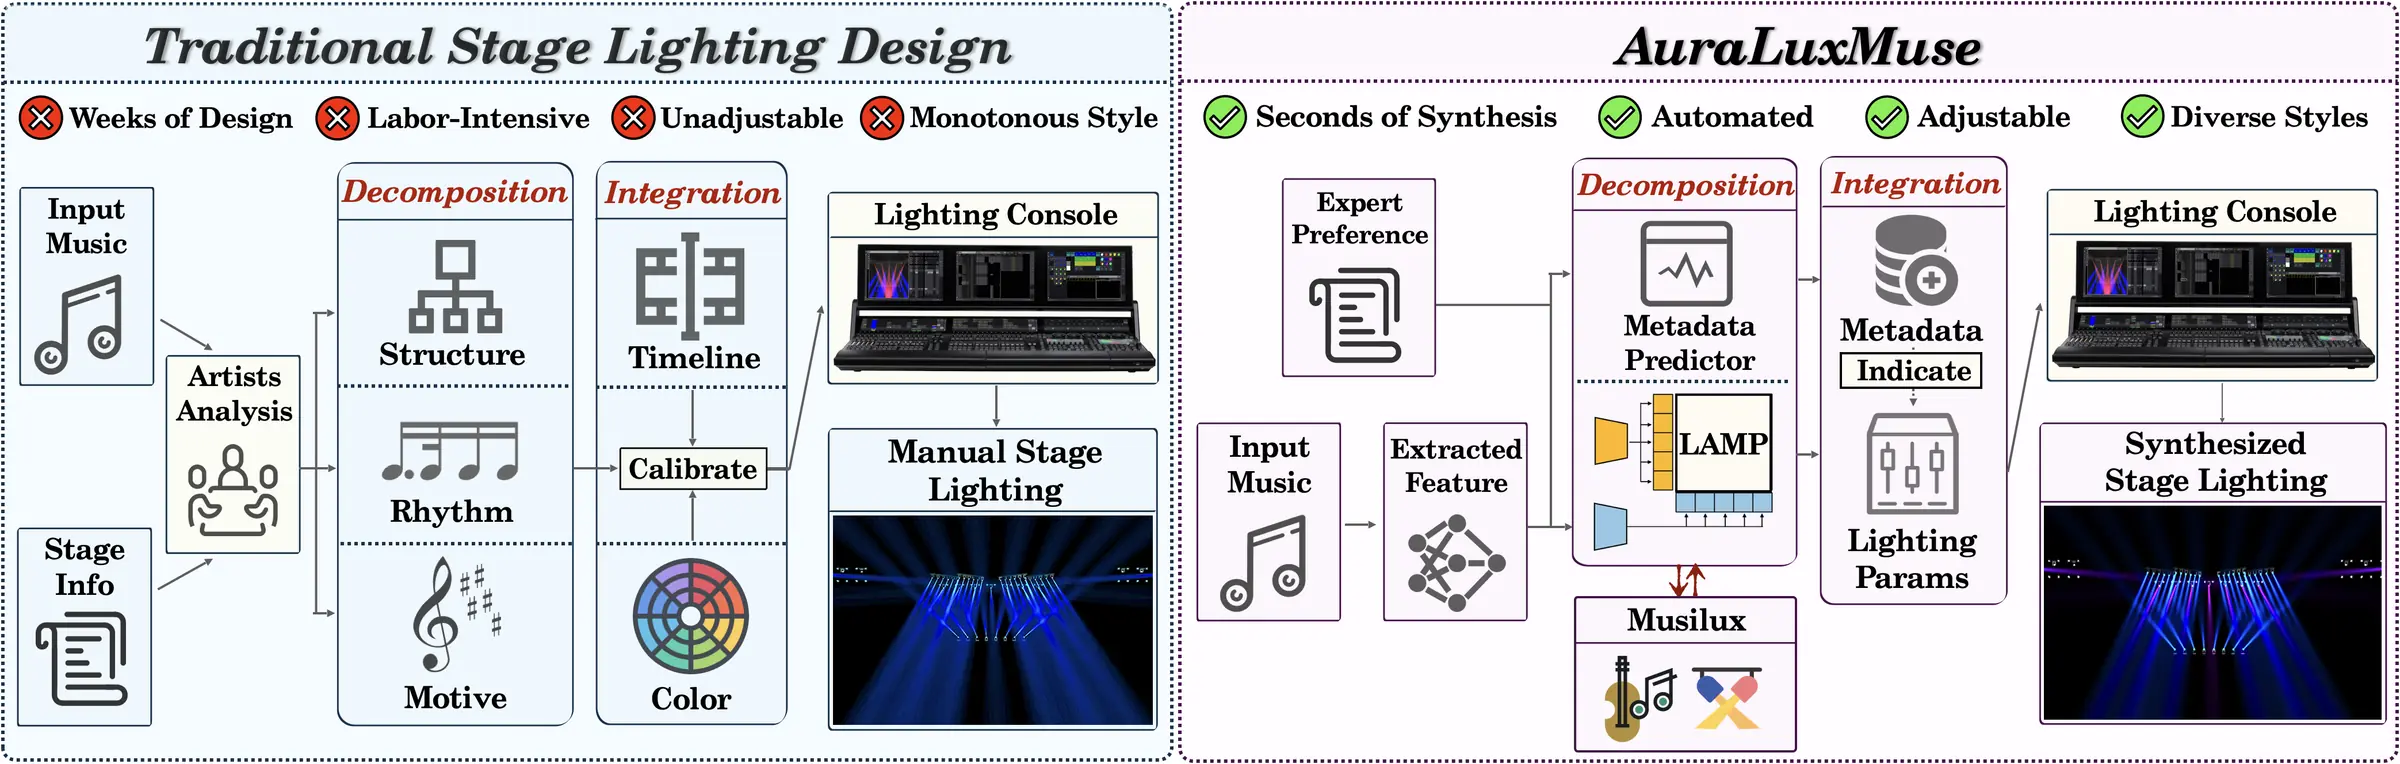 Traditional Stage Lighting Design
Weeks of Design
Labor-Intensive
Unadjustable
Monotonous Style
Input
Music
Stage
Info
Artists
Analysis
Decomposition
Structure
Rhythm
Motive
Integration
Timeline
Calibrate
Color
Lighting Console
Manual Stage
Lighting
AuraLuxMuse
Seconds of Synthesis
Automated
Adjustable
Diverse Styles
Expert
Preference
Input
Music
Extracted
Feature
Decomposition
Metadata
Predictor
LAMP
Musilux
Integration
Metadata
Indicate
Lighting
Params
Lighting Console
Synthesized
Stage Lighting